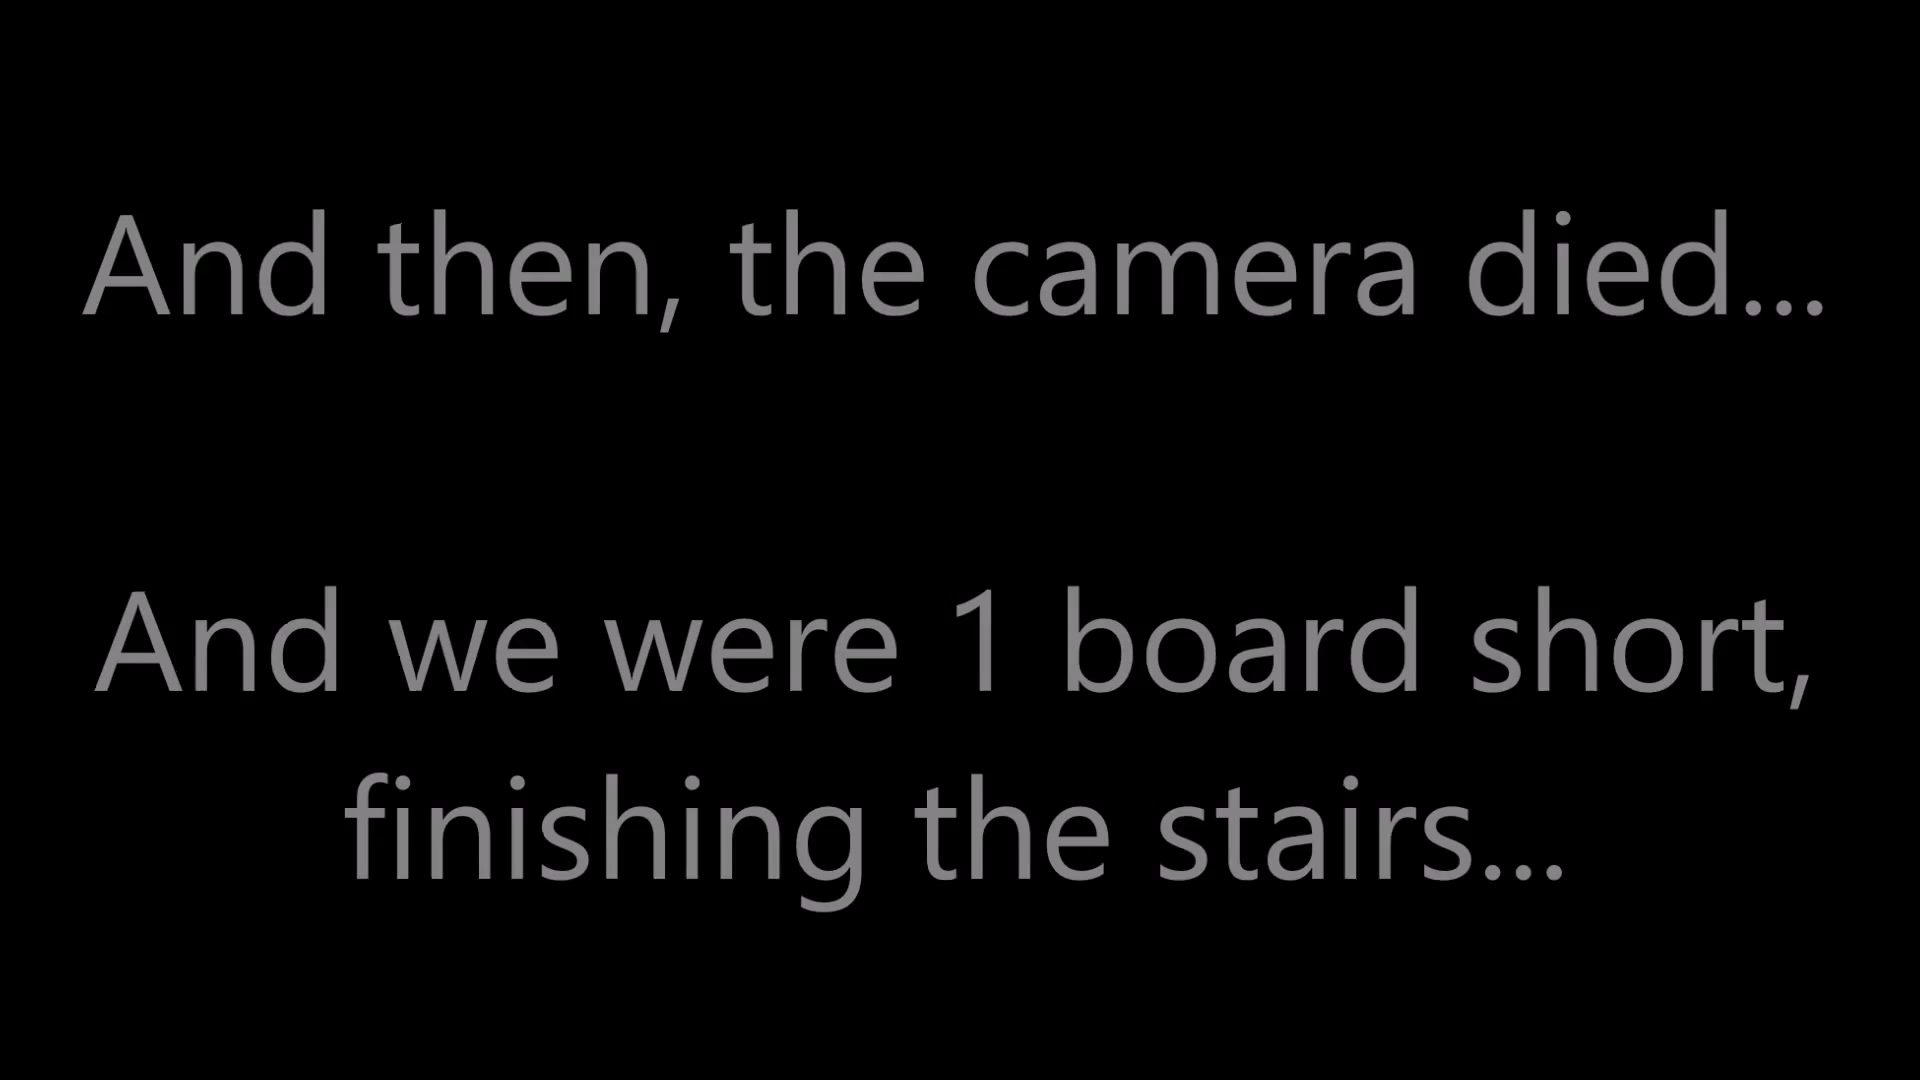 And then, the camera died...
And we were 1 board short,
finishing the stairs...